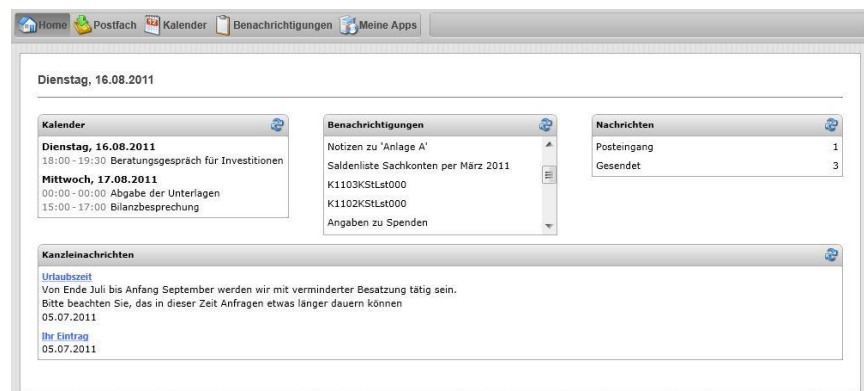 Home Postfach Kalender Benachrichtigungen Meine Apps
Dienstag, 16.08.2011
Kalender
Dienstag, 16.08.2011
18:00 - 19:30 Beratungsgespräch für Investitionen
Mittwoch, 17.08.2011
00:00 - 00:00 Abgabe der Unterlagen
15:00 - 17:00 Bilanzbesprechung
Benachrichtigungen
Notizen zu 'Anlage A'
Saldenliste Sachkonten per März 2011
K1103KStLst000
K1102KStLst000
Angaben zu Spenden
Nachrichten
Posteingang 1
Gesendet 3
Kanzleinachrichten
Urlaubszeit
Von Ende Juli bis Anfang September werden wir mit verminderter Besatzung tätig sein.
Bitte beachten Sie, das in dieser Zeit Anfragen etwas länger dauern können
05.07.2011
Ihr Eintrag
05.07.2011